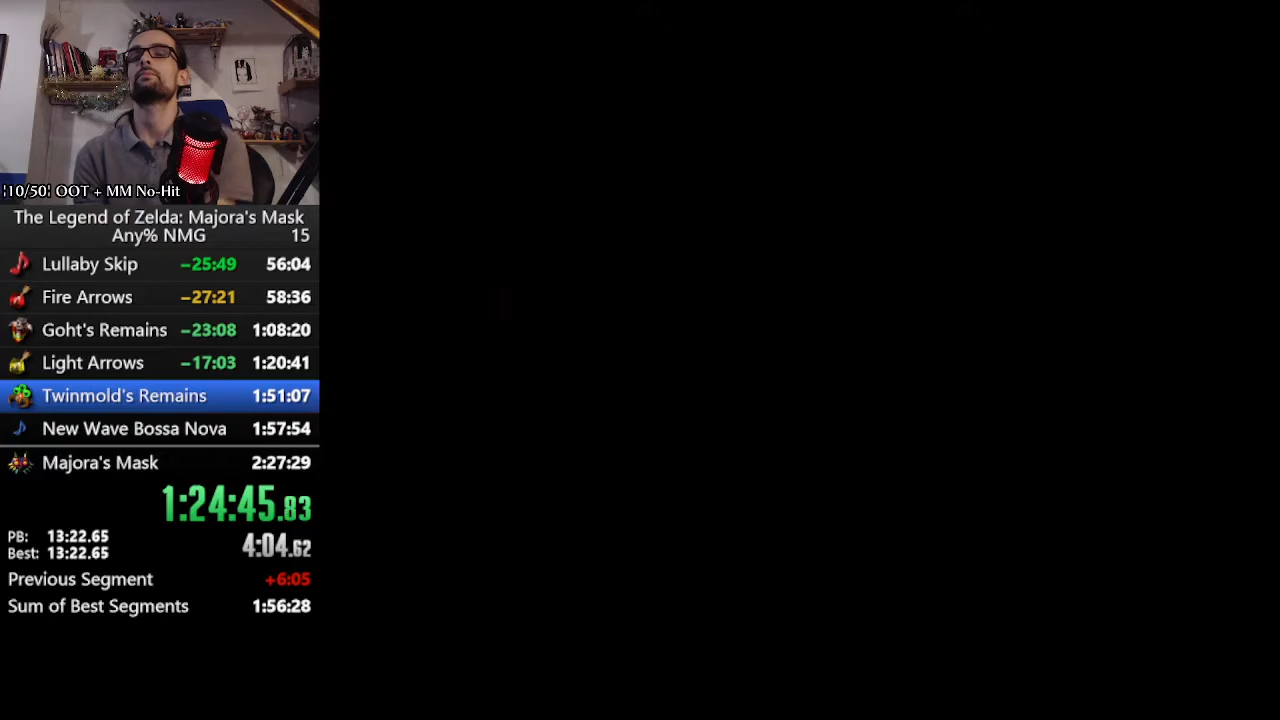 [10/50] OOT + MM No-Hit
The Legend of Zelda: Majora's Mask
Any% NMG 15
Lullaby Skip -25:49 56:04
Fire Arrows -27:21 58:36
Goht's Remains -23:08 1:08:20
Light Arrows -17:03 1:20:41
Twinmold's Remains 1:51:07
New Wave Bossa Nova 1:57:54
Majora's Mask 2:27:29
1:24:45.83
PB: 13:22.65
4:04.62
Best: 13:22.65
Previous Segment +6:05
Sum of Best Segments 1:56:28